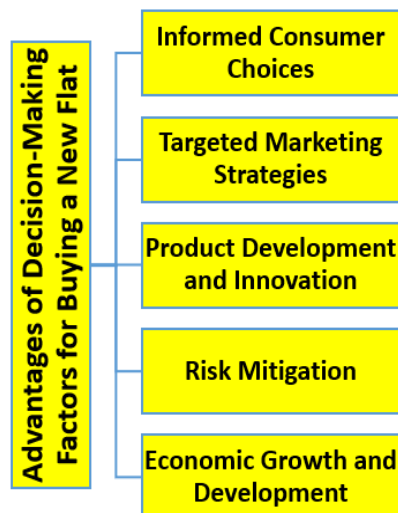 Advantages of Decision-Making
Factors for Buying a New Flat
Informed Consumer
Choices
Targeted Marketing
Strategies
Product Development
and Innovation
Risk Mitigation
Economic Growth and
Development